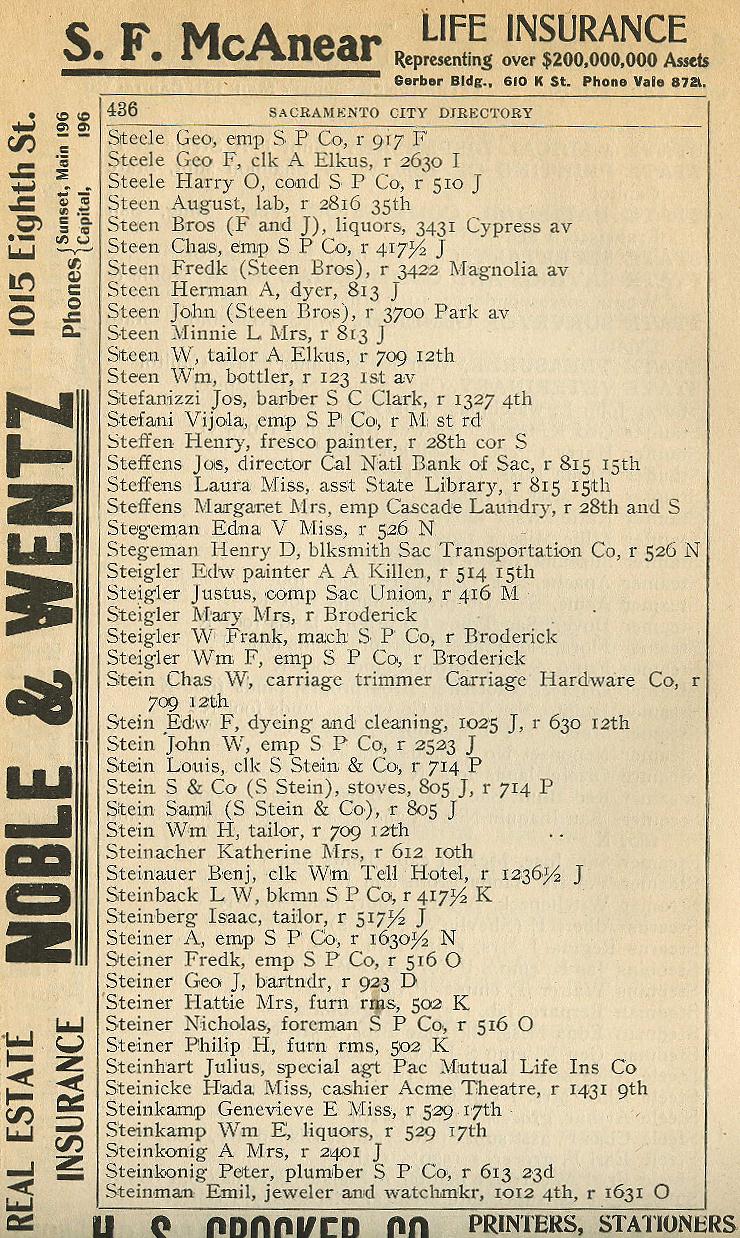 S. F. McAnear
LIFE INSURANCE
Representing over $200,000,000 Assets
Gerber Bldg., 610 K St. Phone Vale 872L.
436 SACRAMENTO CITY DIRECTORY
Steele Geo, emp S P Co, r 917 F
Steele Geo F, clk A Elkus, r 2630 I
Steele Harry O, cond S P Co, r 510 J
Steen August, lab, r 2816 35th
Steen Bros (F and J), liquors, 3431 Cypress av
Steen Chas, emp S P Co, r 417½ J
Steen Fredk (Steen Bros), r 3422 Magnolia av
Steen Herman A, dyer, 813 J
Steen John (Steen Bros), r 3700 Park av
Steen Minnie L Mrs, r 813 J
Steen W, tailor A Elkus, r 709 12th
Steen Wm, bottler, r 123 1st av
Stefanizzi Jos, barber S C Clark, r 1327 4th
Stefani Vijola, emp S P Co, r M st rd
Steffen Henry, fresco painter, r 28th cor S
Steffens Jos, director Cal Natl Bank of Sac, r 815 15th
Steffens Laura Miss, asst State Library, r 815 15th
Steffens Margaret Mrs, emp Cascade Laundry, r 28th and S
Stegeman Edna V Miss, r 526 N
Stegeman Henry D, blksmith Sac Transportation Co, r 526 N
Steigler Edw painter A A Killen, r 514 15th
Steigler Justus, comp Sac Union, r 416 M
Steigler Mary Mrs, r Broderick
Steigler W Frank, mach S P Co, r Broderick
Steigler Wm F, emp S P Co, r Broderick
Stein Chas W, carriage trimmer Carriage Hardware Co, r
709 12th
Stein Edw F, dyeing and cleaning, 1025 J, r 630 12th
Stein John W, emp S P Co, r 2523 J
Stein Louis, clk S Stein & Co, r 714 P
Stein S & Co (S Stein), stoves, 805 J, r 714 P
Stein Saml (S Stein & Co), r 805 J
Stein Wm H, tailor, r 709 12th
Steinacher Katherine Mrs, r 612 10th
Steinauer Benj, clk Wm Tell Hotel, r 1236½ J
Steinback L W, bkmn S P Co, r 417½ K
Steinberg Isaac, tailor, r 517½ J
Steiner A, emp S P Co, r 1630½ N
Steiner Fredk, emp S P Co, r 516 O
Steiner Geo J, bartndr, r 923 D
Steiner Hattie Mrs, furn rms, 502 K
Steiner Nicholas, foreman S P Co, r 516 O
Steiner Philip H, furn rms, 502 K
Steinhart Julius, special agt Pac Mutual Life Ins Co
Steinicke Hada Miss, cashier Acme Theatre, r 1431 9th
Steinkamp Genevieve E Miss, r 529 17th
Steinkamp Wm E, liquors, r 529 17th
Steinkonig A Mrs, r 2401 J
Steinkonig Peter, plumber S P Co, r 613 23d
Steinman Emil, jeweler and watchmkr, 1012 4th, r 1631 O
REAL ESTATE
INSURANCE
NOBLE & WENTZ
1015 Eighth St.
Phones { Sunset, Main 196
Capital, 196
H. S. CROCKER CO.
PRINTERS, STATIONERS